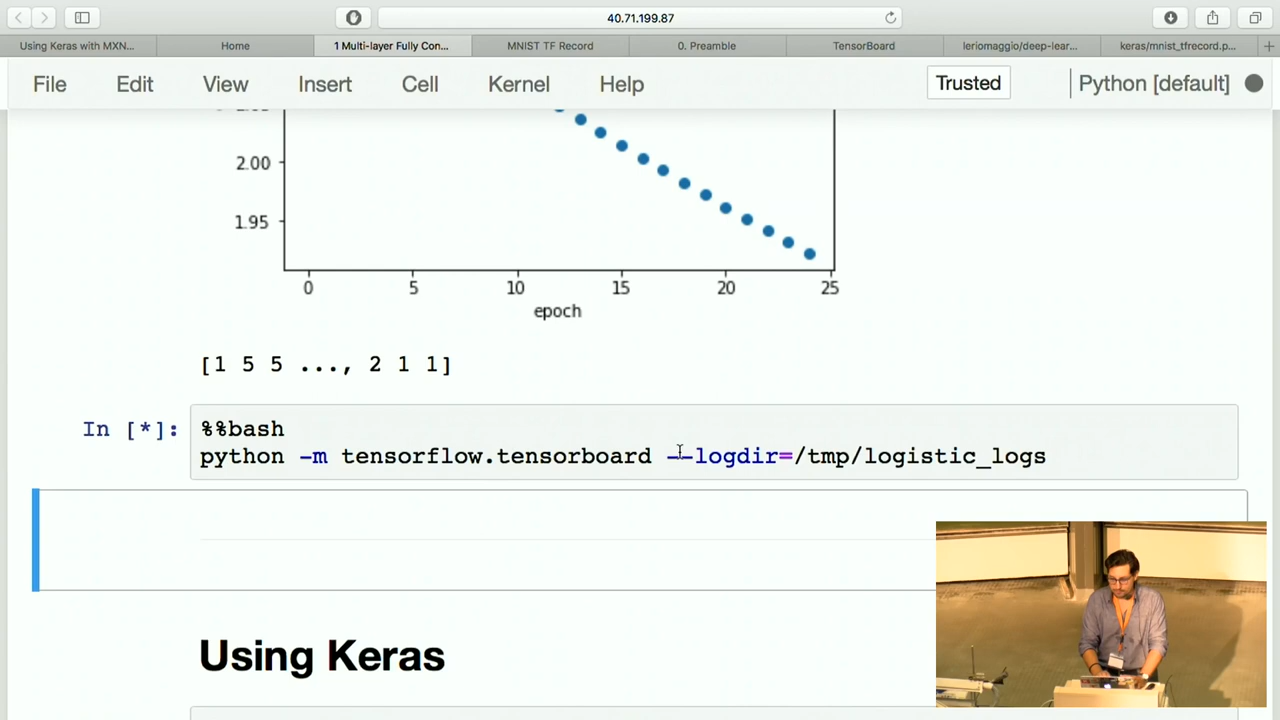 40.71.199.87
Using Keras with MXN...
Home
1 Multi-layer Fully Con...
MNIST TF Record
0. Preamble
TensorBoard
leriomaggio/deep-lear...
keras/mnist_tfrecord.p...
File Edit View Insert Cell Kernel Help Trusted Python [default]
2.00
1.95
0 5 10 15 20 25
epoch
[1 5 5 ..., 2 1 1]
In [*]: %%bash
python -m tensorflow.tensorboard --logdir=/tmp/logistic_logs
Using Keras